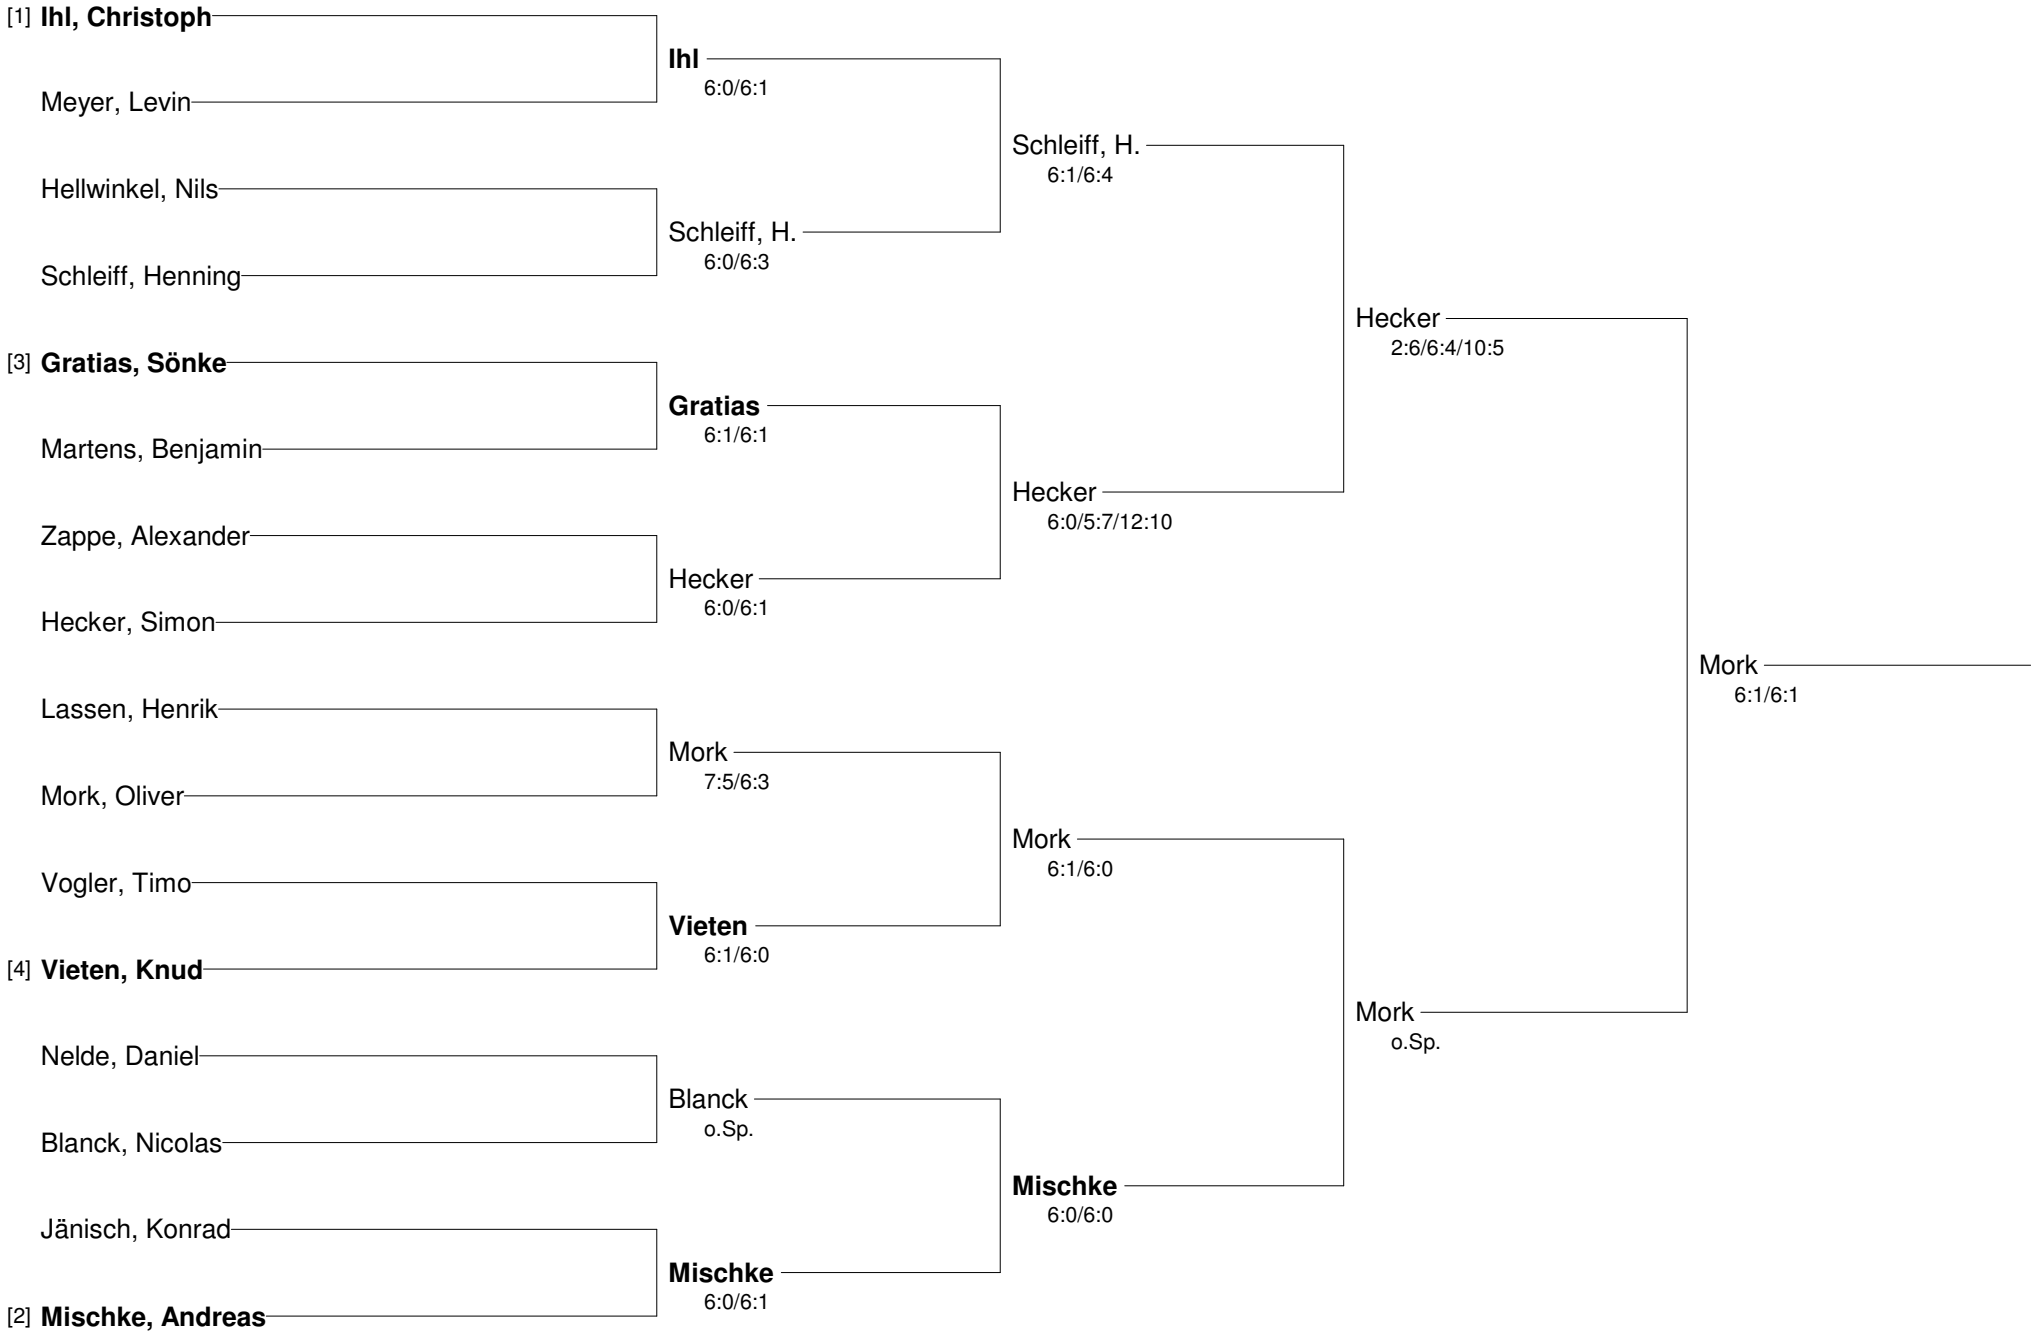 [1] Ihl, Christoph
Ihl
6:0/6:1
Meyer, Levin
Schleiff, H.
6:1/6:4
Hellwinkel, Nils
Schleiff, H.
6:0/6:3
Schleiff, Henning
Hecker
2:6/6:4/10:5
[3] Gratias, Sönke
Gratias
6:1/6:1
Martens, Benjamin
Hecker
6:0/5:7/12:10
Zappe, Alexander
Hecker
6:0/6:1
Hecker, Simon
Mork
6:1/6:1
Lassen, Henrik
Mork
7:5/6:3
Mork, Oliver
Mork
6:1/6:0
Vogler, Timo
Vieten
6:1/6:0
[4] Vieten, Knud
Mork
o.Sp.
Nelde, Daniel
Blanck
o.Sp.
Blanck, Nicolas
Mischke
6:0/6:0
Jänisch, Konrad
Mischke
6:0/6:1
[2] Mischke, Andreas